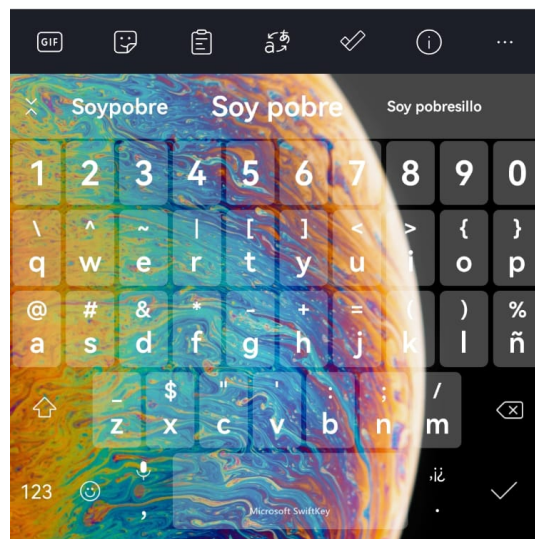 GIF
Soypobre Soy pobre Soy pobresillo
1 2 3 4 5 6 7 8 9 0
\ ^ ~ | [ ] < > { }
q w e r t y u i o p
@ # & * - + = ( ) %
a s d f g h j k l ñ
_ $ " ' : ; /
z x c v b n m
123 , Microsoft SwiftKey ,¡¿ .